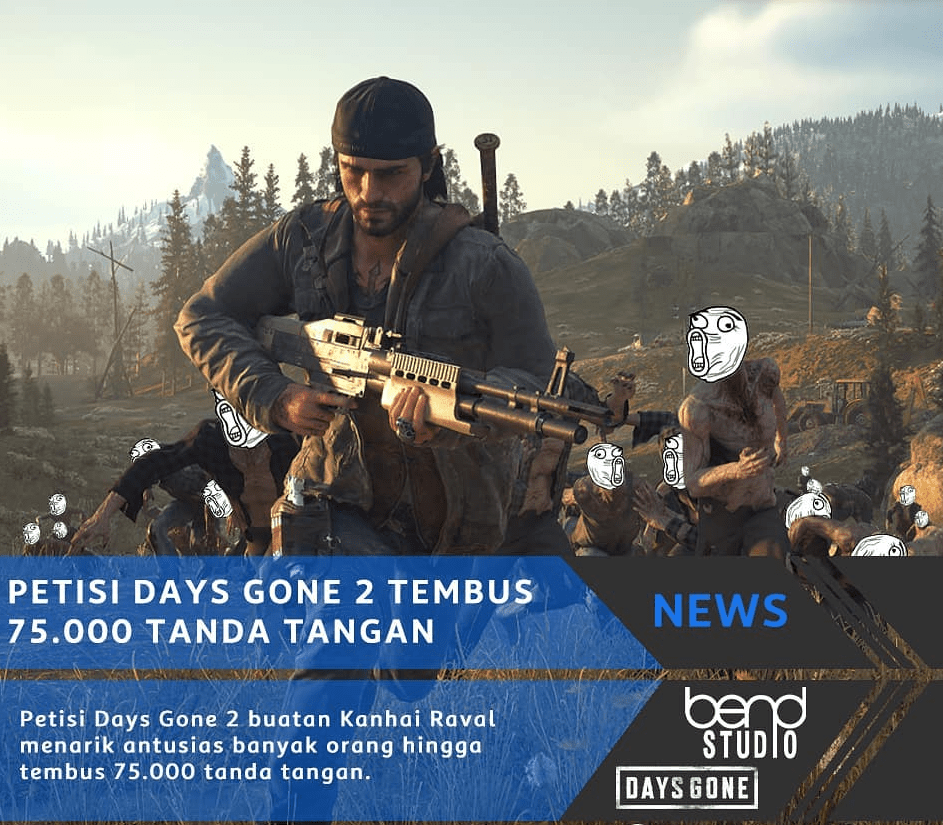 PETISI DAYS GONE 2 TEMBUS
75.000 TANDA TANGAN
NEWS
Petisi Days Gone 2 buatan Kanhai Raval
menarik antusias banyak orang hingga
tembus 75.000 tanda tangan.
bend
STUDIO
DAYS GONE